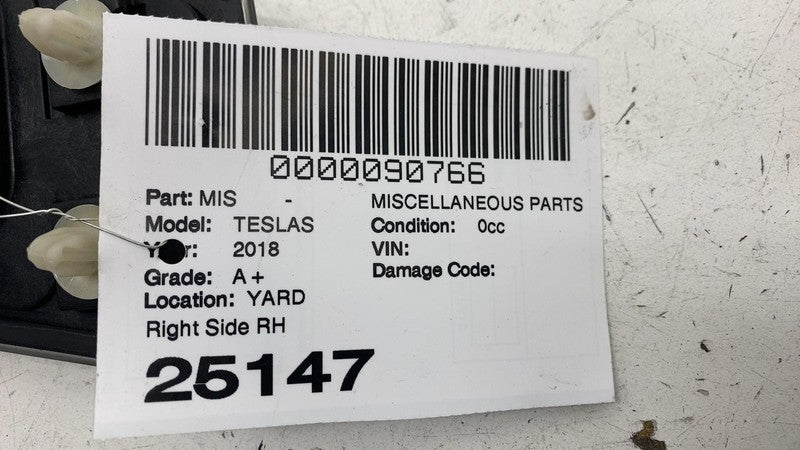 0000090766
Part: MIS - MISCELLANEOUS PARTS
Model: TESLAS Condition: 0cc
2018 VIN:
Grade: A+ Damage Code:
Location: YARD
Right Side RH
25147